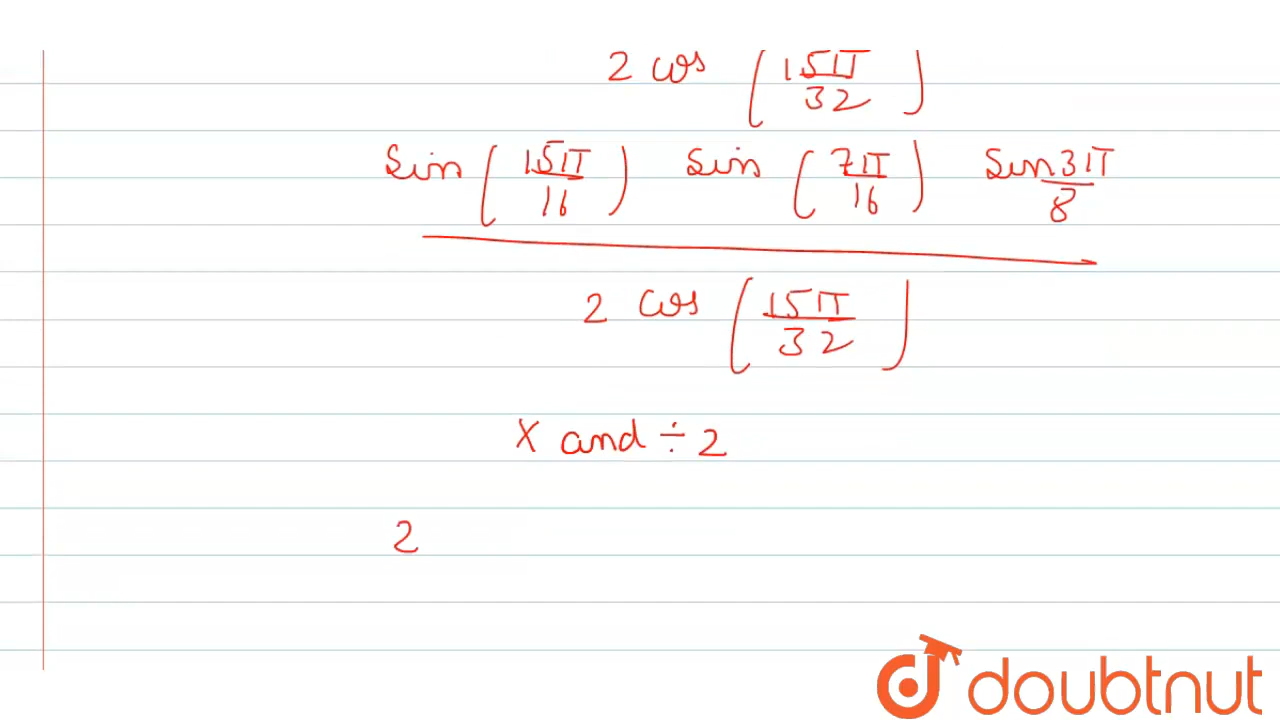 2 cos (15π/32)
Sin (15π/16) Sin (7π/16) Sin 3π/8
2 cos (15π/32)
X and ÷ 2
2
doubtnut